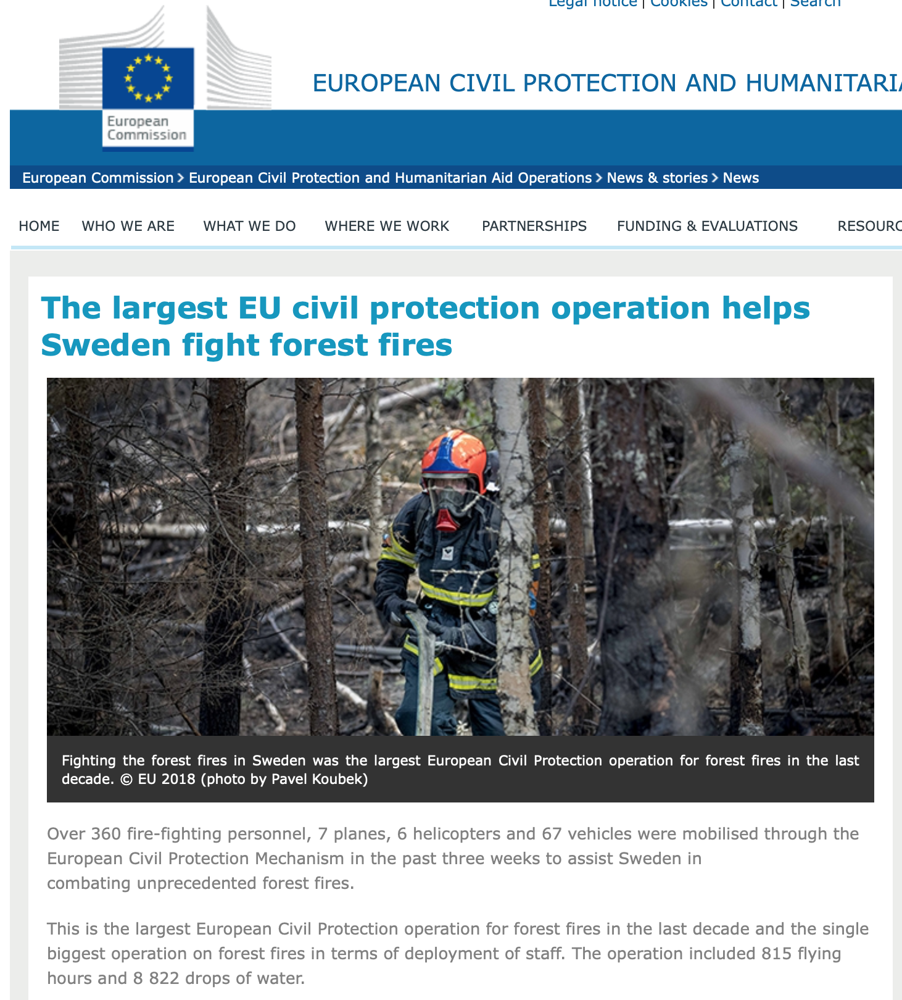 Legal notice | Cookies | Contact | Search
EUROPEAN CIVIL PROTECTION AND HUMANITARIA
European
Commission
European Commission > European Civil Protection and Humanitarian Aid Operations > News & stories > News
HOME WHO WE ARE WHAT WE DO WHERE WE WORK PARTNERSHIPS FUNDING & EVALUATIONS RESOURC
The largest EU civil protection operation helps
Sweden fight forest fires
Fighting the forest fires in Sweden was the largest European Civil Protection operation for forest fires in the last
decade. © EU 2018 (photo by Pavel Koubek)
Over 360 fire-fighting personnel, 7 planes, 6 helicopters and 67 vehicles were mobilised through the
European Civil Protection Mechanism in the past three weeks to assist Sweden in
combating unprecedented forest fires.
This is the largest European Civil Protection operation for forest fires in the last decade and the single
biggest operation on forest fires in terms of deployment of staff. The operation included 815 flying
hours and 8 822 drops of water.